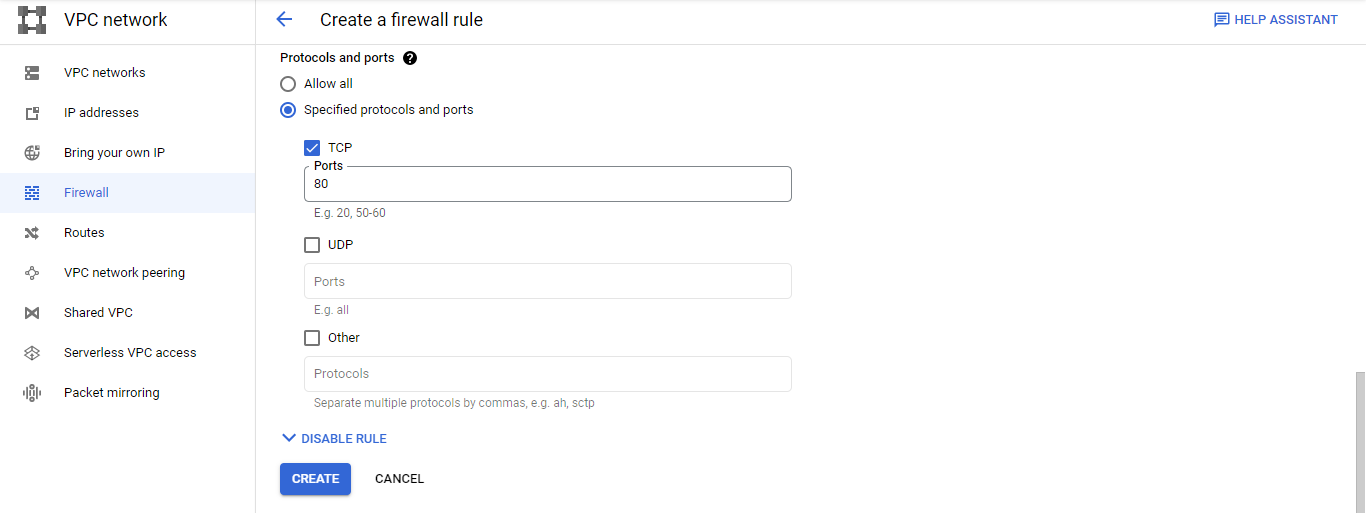 VPC network
Create a firewall rule
HELP ASSISTANT
VPC networks
IP addresses
Bring your own IP
Firewall
Routes
VPC network peering
Shared VPC
Serverless VPC access
Packet mirroring
Protocols and ports ?
Allow all
Specified protocols and ports
TCP
Ports
80
E.g. 20, 50-60
UDP
Ports
E.g. all
Other
Protocols
Separate multiple protocols by commas, e.g. ah, sctp
DISABLE RULE
CREATE CANCEL